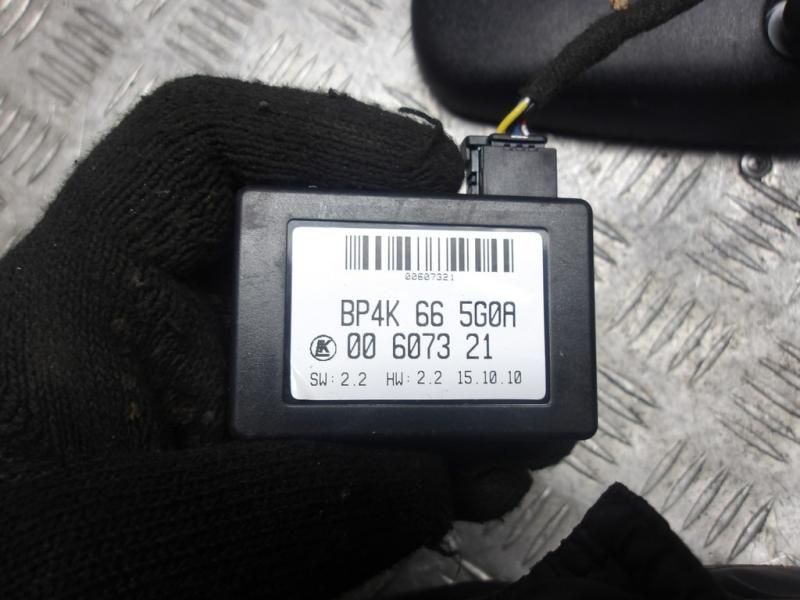 00607321
BP4K 66 5G0A
K 00 6073 21
SW: 2.2 HW: 2.2 15.10.10